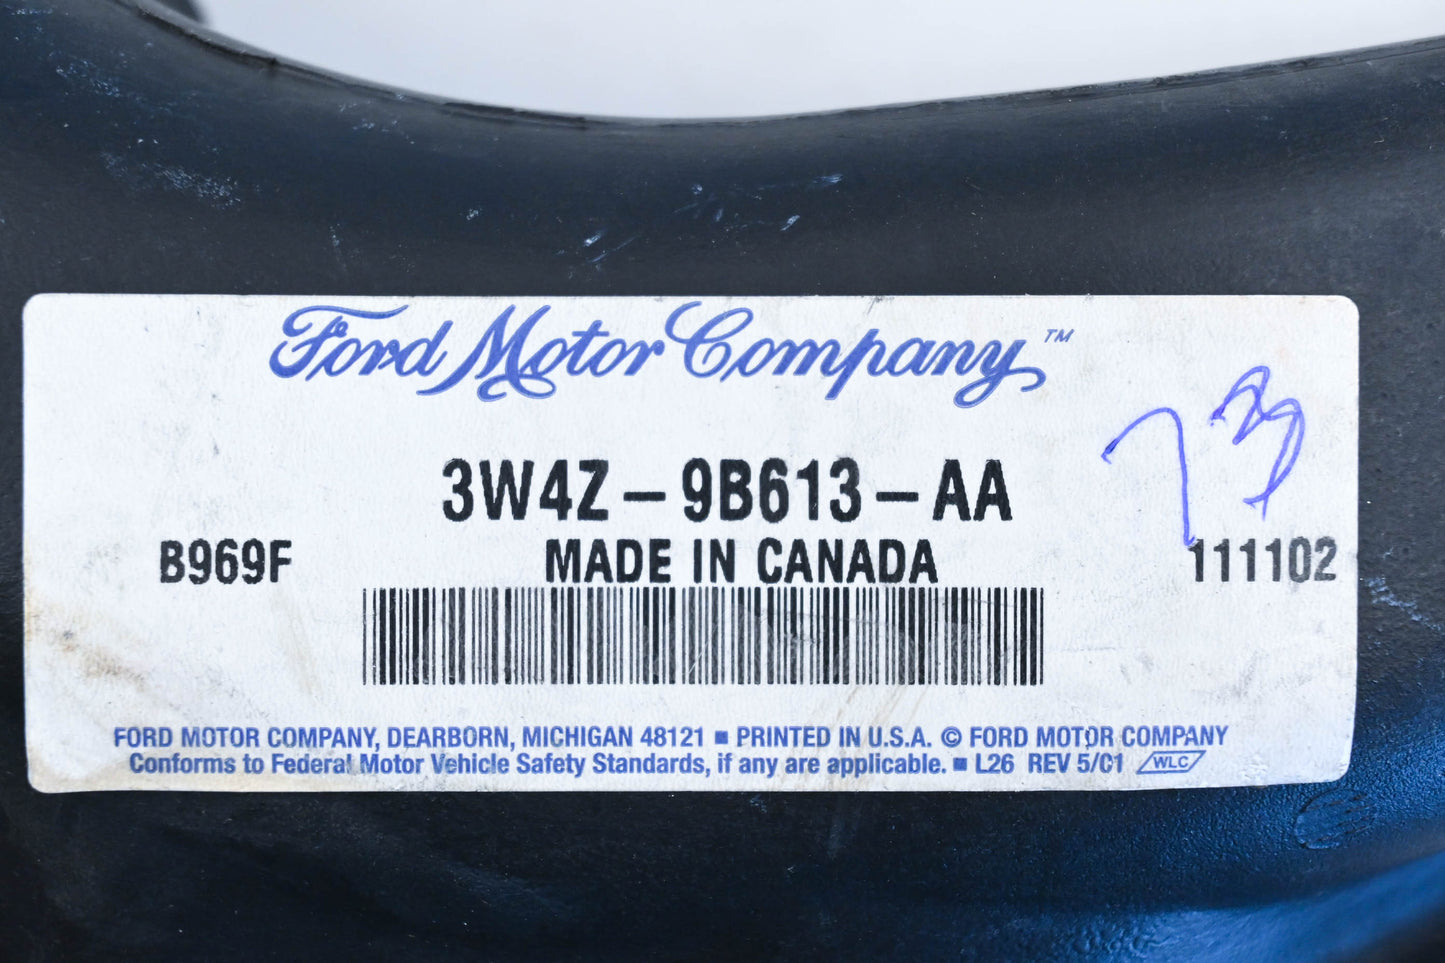 Ford Motor Company™
73
3W4Z-9B613-AA
B969F MADE IN CANADA 111102
FORD MOTOR COMPANY, DEARBORN, MICHIGAN 48121 ■ PRINTED IN U.S.A. © FORD MOTOR COMPANY
Conforms to Federal Motor Vehicle Safety Standards, if any are applicable. ■ L26 REV 5/01 WLC